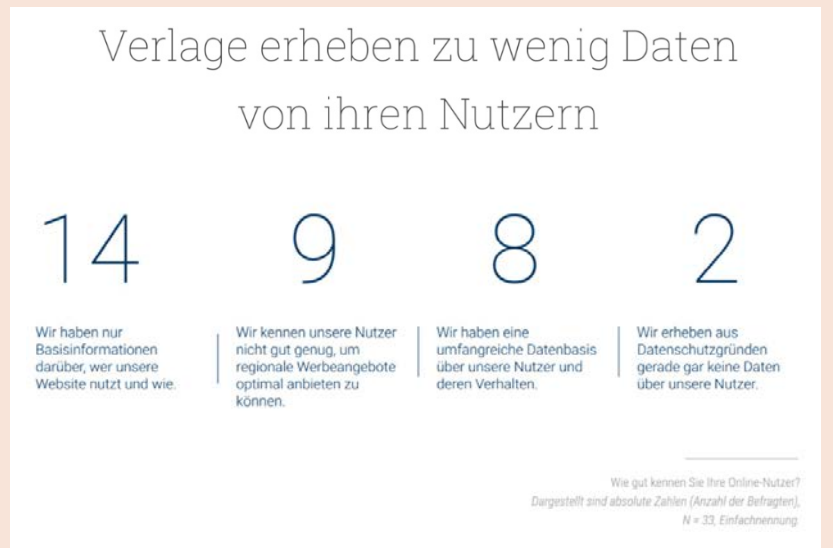 Verlage erheben zu wenig Daten
von ihren Nutzern
14
Wir haben nur
Basisinformationen
darüber, wer unsere
Website nutzt und wie.
9
Wir kennen unsere Nutzer
nicht gut genug, um
regionale Werbeangebote
optimal anbieten zu
können.
8
Wir haben eine
umfangreiche Datenbasis
über unsere Nutzer und
deren Verhalten.
2
Wir erheben aus
Datenschutzgründen
gerade gar keine Daten
über unsere Nutzer.
Wie gut kennen Sie Ihre Online-Nutzer?
Dargestellt sind absolute Zahlen (Anzahl der Befragten),
N = 33, Einfachnennung.